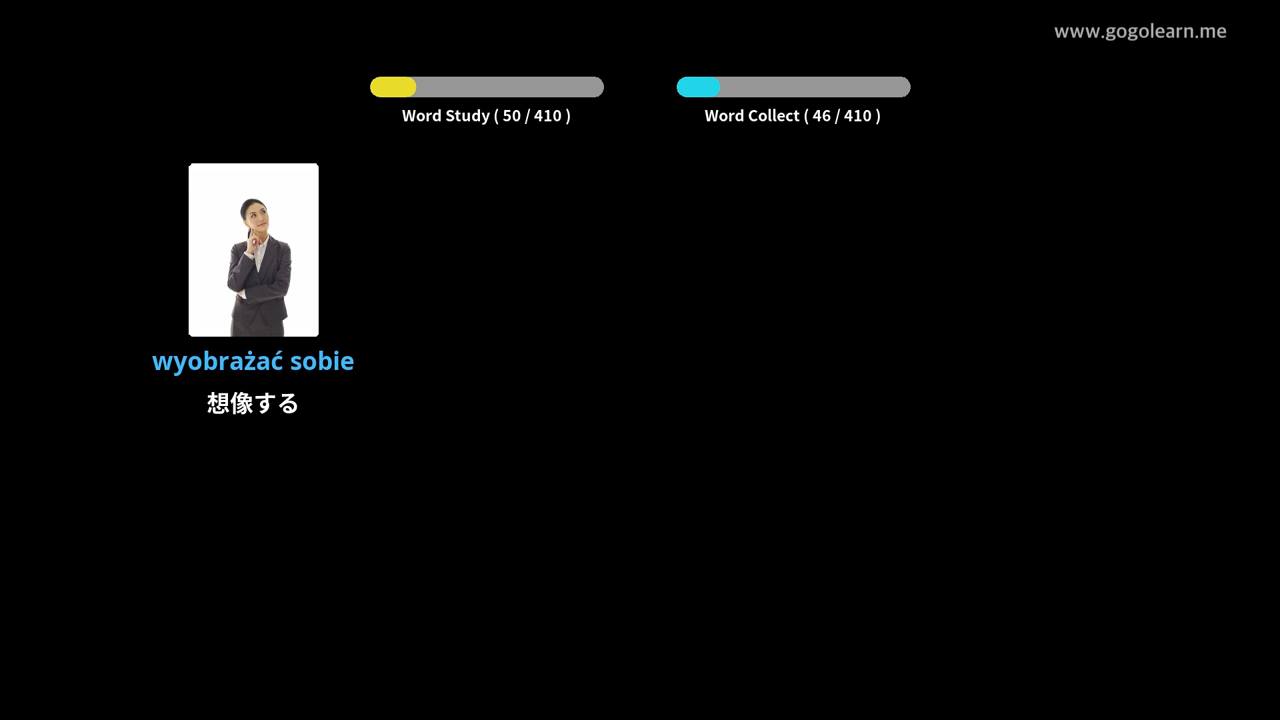 www.gogolearn.me
Word Study ( 50 / 410 )
Word Collect ( 46 / 410 )
wyobrażać sobie
想像する